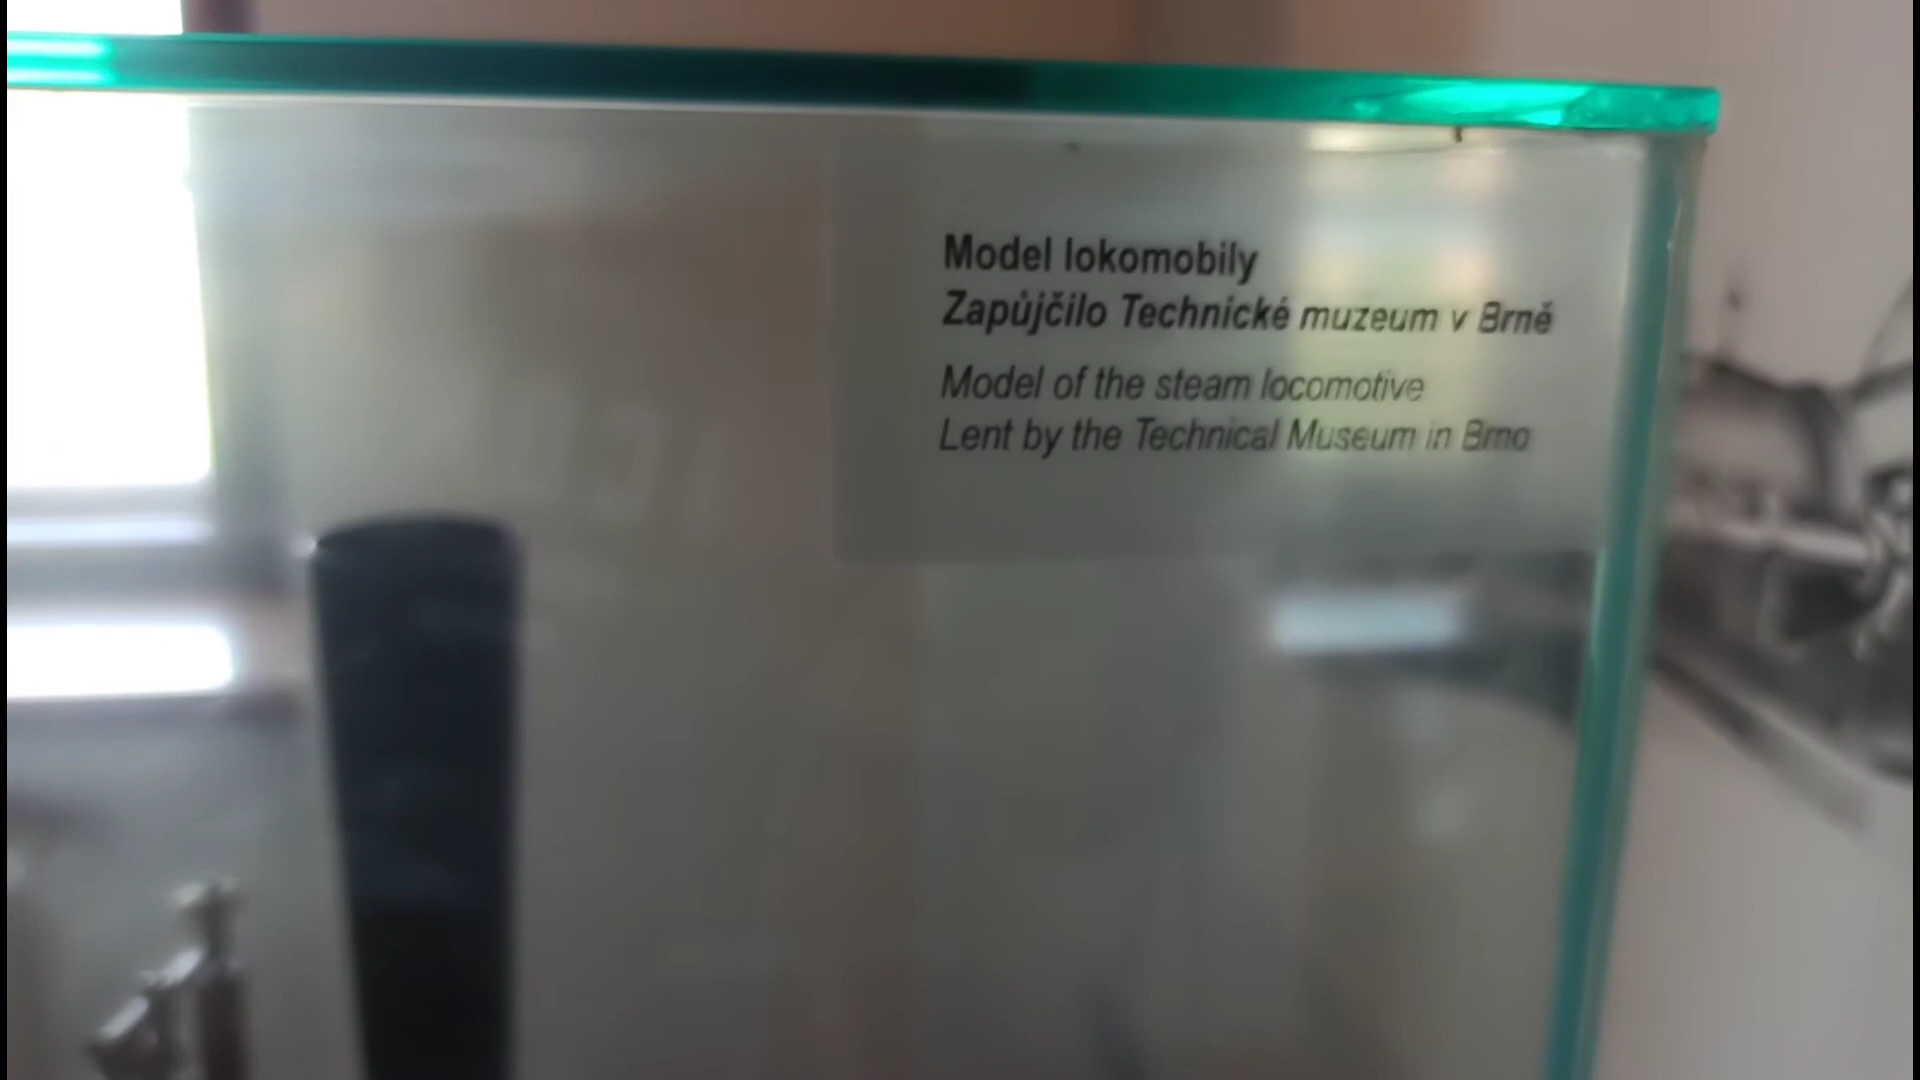 Model lokomobily
Zapůjčilo Technické muzeum v Brně
Model of the steam locomotive
Lent by the Technical Museum in Brno